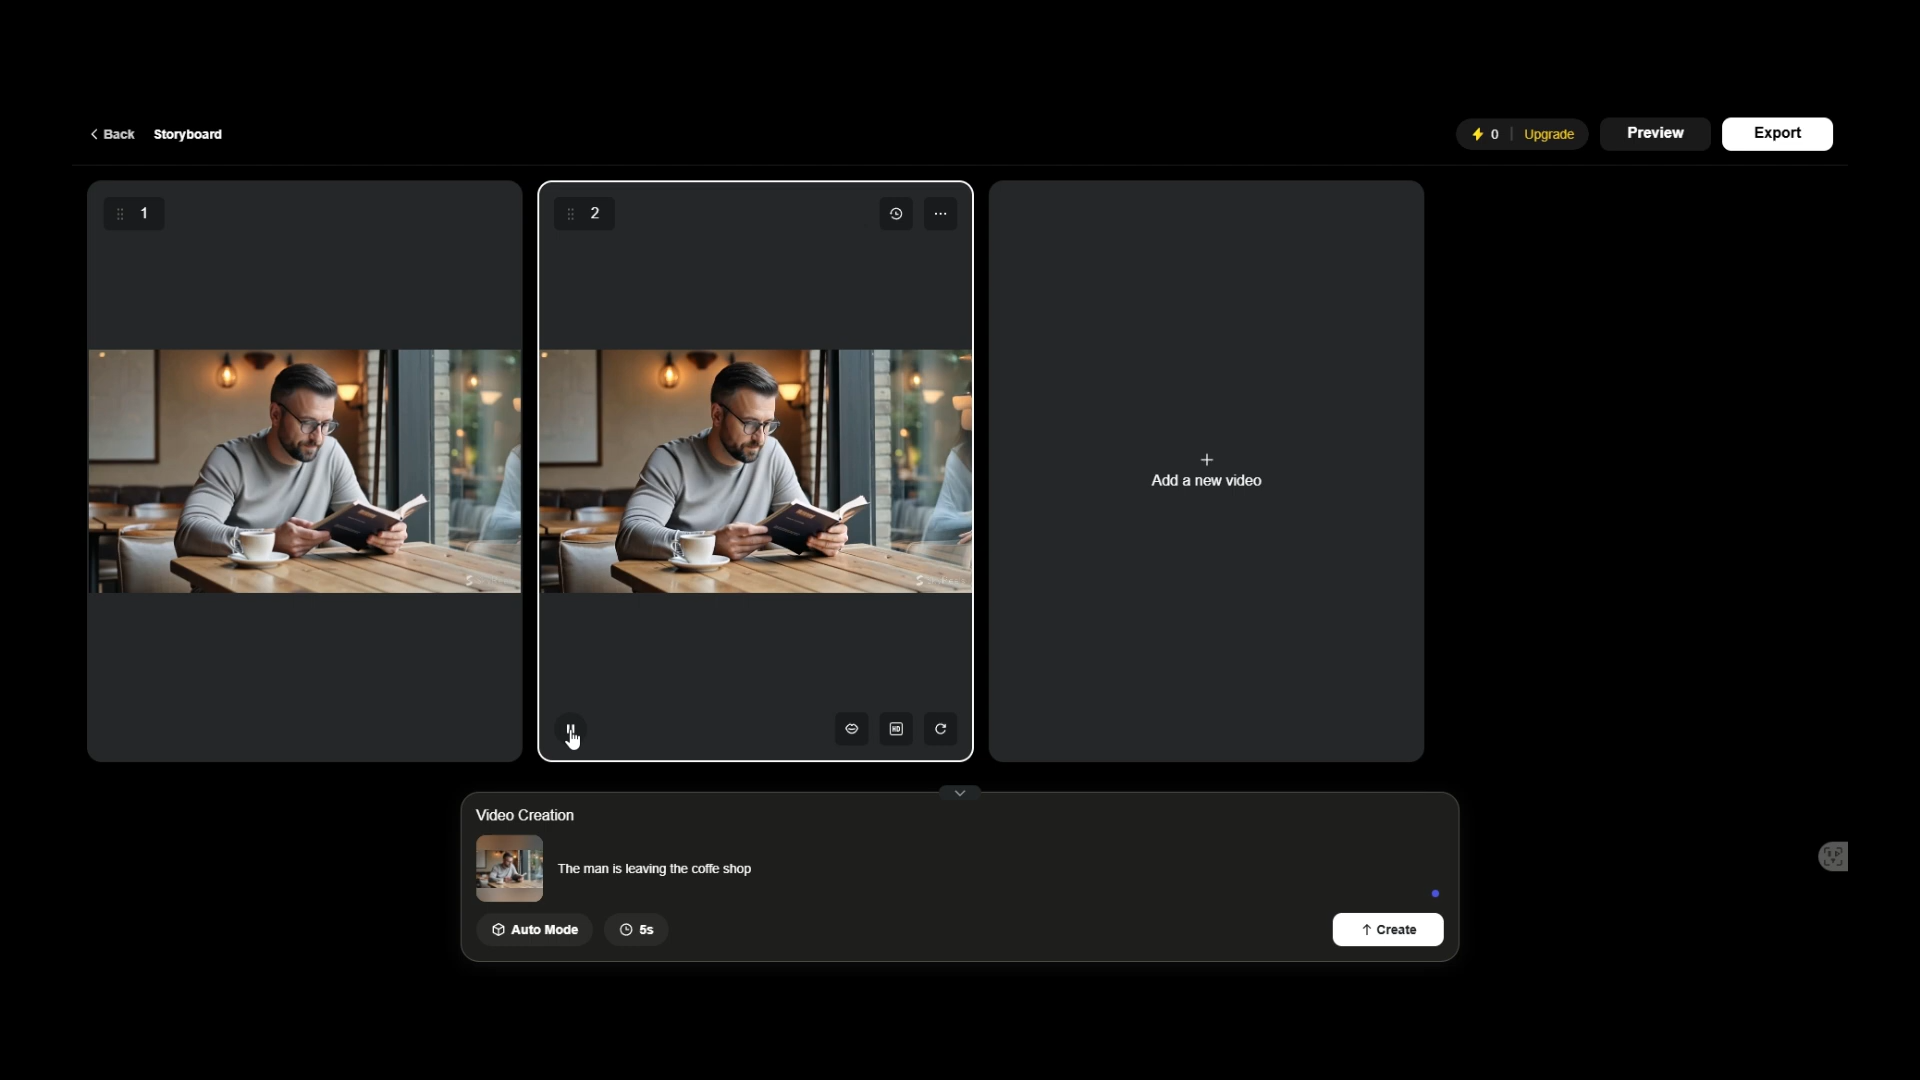 Back Storyboard
0 Upgrade Preview Export
1
2
Add a new video
HD
Video Creation
The man is leaving the coffe shop
Auto Mode 5s
Create